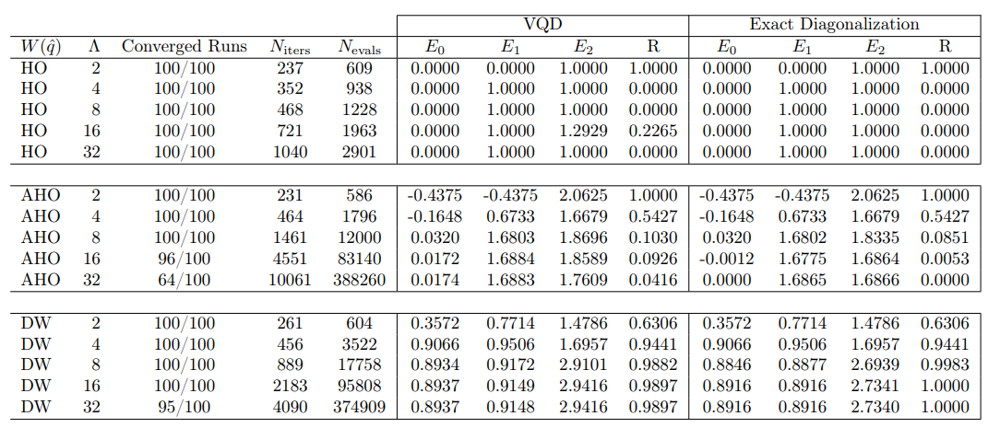 VQD Exact Diagonalization
W(q̂) Λ Converged Runs N_iters N_evals E_0 E_1 E_2 R E_0 E_1 E_2 R
HO 2 100/100 237 609 0.0000 0.0000 1.0000 1.0000 0.0000 0.0000 1.0000 1.0000
HO 4 100/100 352 938 0.0000 1.0000 1.0000 0.0000 0.0000 1.0000 1.0000 0.0000
HO 8 100/100 468 1228 0.0000 1.0000 1.0000 0.0000 0.0000 1.0000 1.0000 0.0000
HO 16 100/100 721 1963 0.0000 1.0000 1.2929 0.2265 0.0000 1.0000 1.0000 0.0000
HO 32 100/100 1040 2901 0.0000 1.0000 1.0000 0.0000 0.0000 1.0000 1.0000 0.0000
AHO 2 100/100 231 586 -0.4375 -0.4375 2.0625 1.0000 -0.4375 -0.4375 2.0625 1.0000
AHO 4 100/100 464 1796 -0.1648 0.6733 1.6679 0.5427 -0.1648 0.6733 1.6679 0.5427
AHO 8 100/100 1461 12000 0.0320 1.6803 1.8696 0.1030 0.0320 1.6802 1.8335 0.0851
AHO 16 96/100 4551 83140 0.0172 1.6884 1.8589 0.0926 -0.0012 1.6775 1.6864 0.0053
AHO 32 64/100 10061 388260 0.0174 1.6883 1.7609 0.0416 0.0000 1.6865 1.6866 0.0000
DW 2 100/100 261 604 0.3572 0.7714 1.4786 0.6306 0.3572 0.7714 1.4786 0.6306
DW 4 100/100 456 3522 0.9066 0.9506 1.6957 0.9441 0.9066 0.9506 1.6957 0.9441
DW 8 100/100 889 17758 0.8934 0.9172 2.9101 0.9882 0.8846 0.8877 2.6939 0.9983
DW 16 100/100 2183 95808 0.8937 0.9149 2.9416 0.9897 0.8916 0.8916 2.7341 1.0000
DW 32 95/100 4090 374909 0.8937 0.9148 2.9416 0.9897 0.8916 0.8916 2.7340 1.0000